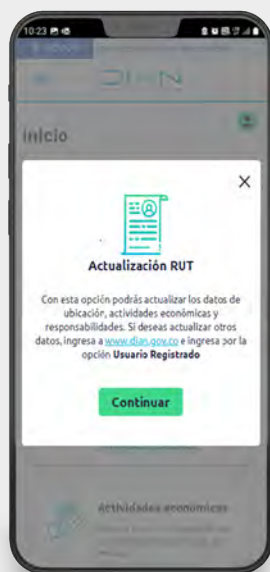 10:23
DIAN
Inicio
Actualización RUT
Con esta opción podrás actualizar los datos de
ubicación, actividades económicas y
responsabilidades. Si deseas actualizar otros
datos, ingresa a www.dian.gov.co e ingresa por la
opción Usuario Registrado
Continuar
Actividades económicas